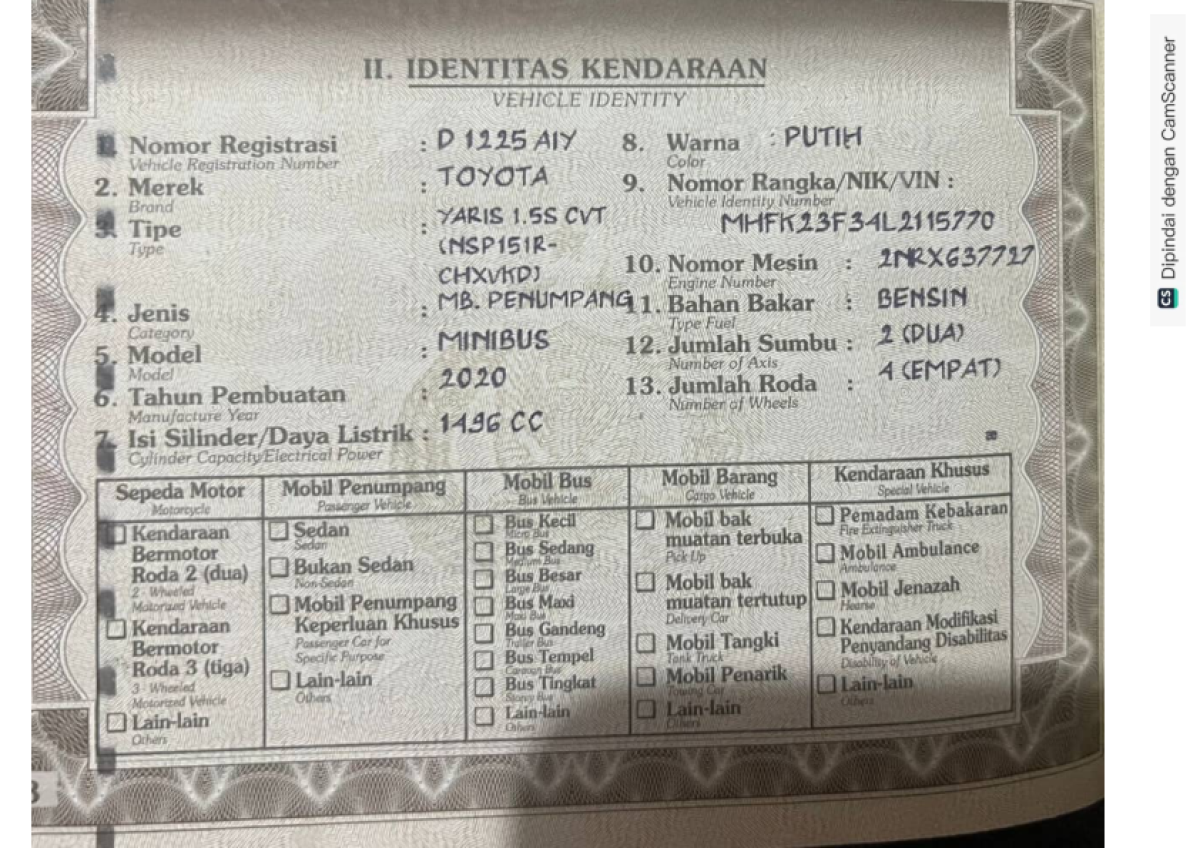 II. IDENTITAS KENDARAAN
VEHICLE IDENTITY
1. Nomor Registrasi : D 1225 AIY
Vehicle Registration Number
2. Merek : TOYOTA
Brand
3. Tipe : YARIS 1.5S CVT
Type
(NSP151R-
CHXVKD)
4. Jenis : MB. PENUMPANG
Category
5. Model : MINIBUS
Model
6. Tahun Pembuatan : 2020
Manufacture Year
7. Isi Silinder/Daya Listrik : 1496 CC
Cylinder Capacity/Electrical Power
8. Warna : PUTIH
Color
9. Nomor Rangka/NIK/VIN :
Vehicle Identity Number
MHFK23F34L2115770
10. Nomor Mesin : 2NRX637727
Engine Number
11. Bahan Bakar : BENSIN
Type Fuel
12. Jumlah Sumbu : 2 (DUA)
Number of Axis
13. Jumlah Roda : 4 (EMPAT)
Number of Wheels
Sepeda Motor
Motorcycle
Kendaraan
Bermotor
Roda 2 (dua)
2 - Wheeled
Motorized Vehicle
Kendaraan
Bermotor
Roda 3 (tiga)
3 - Wheeled
Motorized Vehicle
Lain-lain
Others
Mobil Penumpang
Passenger Vehicle
Sedan
Sedan
Bukan Sedan
Non-Sedan
Mobil Penumpang
Keperluan Khusus
Passenger Car for
Specific Purpose
Lain-lain
Others
Mobil Bus
Bus Vehicle
Bus Kecil
Micro Bus
Bus Sedang
Medium Bus
Bus Besar
Large Bus
Bus Maxi
Maxi Bus
Bus Gandeng
Trailer Bus
Bus Tempel
Caravan Bus
Bus Tingkat
Storey Bus
Lain-lain
Others
Mobil Barang
Cargo Vehicle
Mobil bak
muatan terbuka
Pick Up
Mobil bak
muatan tertutup
Delivery Car
Mobil Tangki
Tank Truck
Mobil Penarik
Towing Car
Lain-lain
Others
Kendaraan Khusus
Special Vehicle
Pemadam Kebakaran
Fire Extinguisher Truck
Mobil Ambulance
Ambulance
Mobil Jenazah
Hearse
Kendaraan Modifikasi
Penyandang Disabilitas
Disability of Vehicle
Lain-lain
Others
CS Dipindai dengan CamScanner